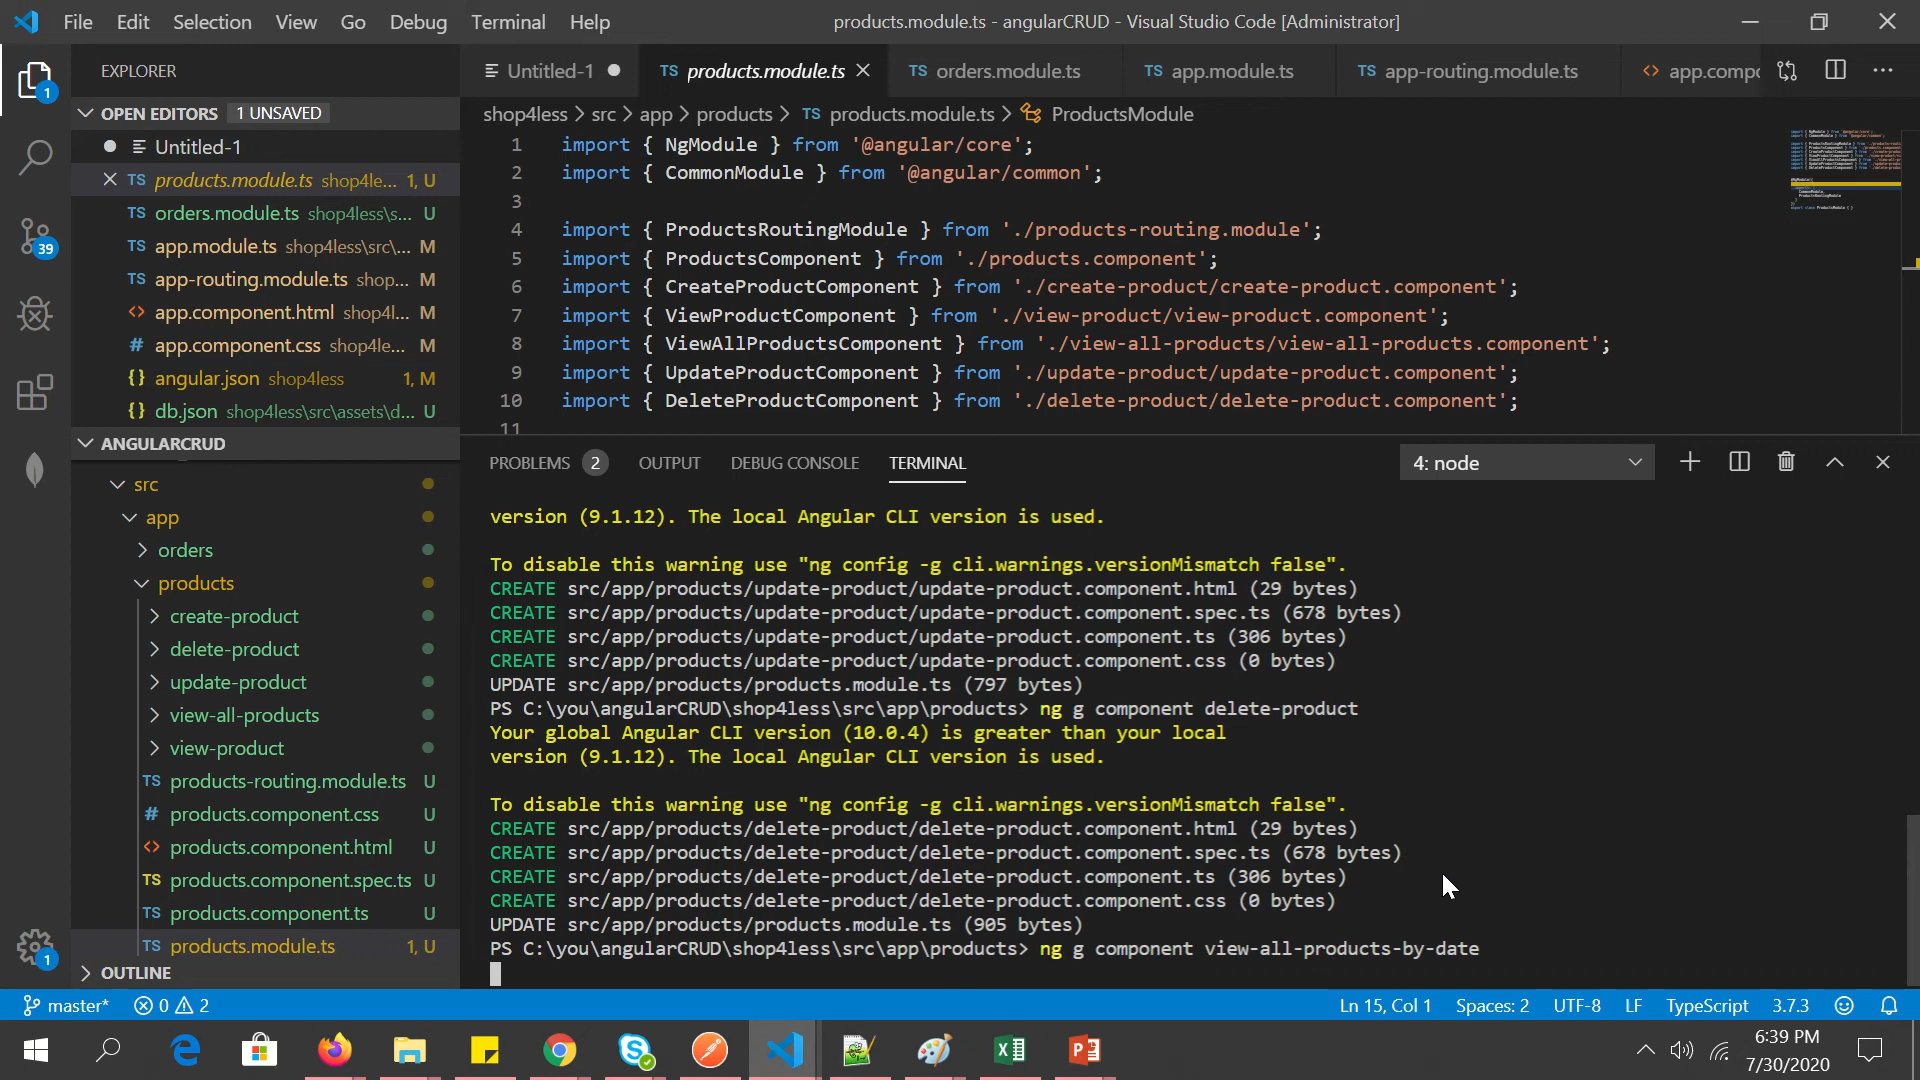 File Edit Selection View Go Debug Terminal Help
products.module.ts - angularCRUD - Visual Studio Code [Administrator]
EXPLORER
OPEN EDITORS 1 UNSAVED
Untitled-1
TS products.module.ts shop4le... 1, U
TS orders.module.ts shop4less\s... U
TS app.module.ts shop4less\src\... M
TS app-routing.module.ts shop... M
<> app.component.html shop4l... M
# app.component.css shop4le... M
{} angular.json shop4less 1, M
{} db.json shop4less\src\assets\d... U
ANGULARCRUD
src
app
orders
products
create-product
delete-product
update-product
view-all-products
view-product
TS products-routing.module.ts U
# products.component.css U
<> products.component.html U
TS products.component.spec.ts U
TS products.component.ts U
TS products.module.ts 1, U
OUTLINE
1
39
1
Untitled-1
TS products.module.ts
TS orders.module.ts
TS app.module.ts
TS app-routing.module.ts
<> app.compo
shop4less > src > app > products > TS products.module.ts > ProductsModule
1 import { NgModule } from '@angular/core';
2 import { CommonModule } from '@angular/common';
3
4 import { ProductsRoutingModule } from './products-routing.module';
5 import { ProductsComponent } from './products.component';
6 import { CreateProductComponent } from './create-product/create-product.component';
7 import { ViewProductComponent } from './view-product/view-product.component';
8 import { ViewAllProductsComponent } from './view-all-products/view-all-products.component';
9 import { UpdateProductComponent } from './update-product/update-product.component';
10 import { DeleteProductComponent } from './delete-product/delete-product.component';
11
PROBLEMS 2 OUTPUT DEBUG CONSOLE TERMINAL
4: node
version (9.1.12). The local Angular CLI version is used.
To disable this warning use "ng config -g cli.warnings.versionMismatch false".
CREATE src/app/products/update-product/update-product.component.html (29 bytes)
CREATE src/app/products/update-product/update-product.component.spec.ts (678 bytes)
CREATE src/app/products/update-product/update-product.component.ts (306 bytes)
CREATE src/app/products/update-product/update-product.component.css (0 bytes)
UPDATE src/app/products/products.module.ts (797 bytes)
PS C:\you\angularCRUD\shop4less\src\app\products> ng g component delete-product
Your global Angular CLI version (10.0.4) is greater than your local
version (9.1.12). The local Angular CLI version is used.
To disable this warning use "ng config -g cli.warnings.versionMismatch false".
CREATE src/app/products/delete-product/delete-product.component.html (29 bytes)
CREATE src/app/products/delete-product/delete-product.component.spec.ts (678 bytes)
CREATE src/app/products/delete-product/delete-product.component.ts (306 bytes)
CREATE src/app/products/delete-product/delete-product.component.css (0 bytes)
UPDATE src/app/products/products.module.ts (905 bytes)
PS C:\you\angularCRUD\shop4less\src\app\products> ng g component view-all-products-by-date
master* 0 2
Ln 15, Col 1 Spaces: 2 UTF-8 LF TypeScript 3.7.3
6:39 PM
7/30/2020